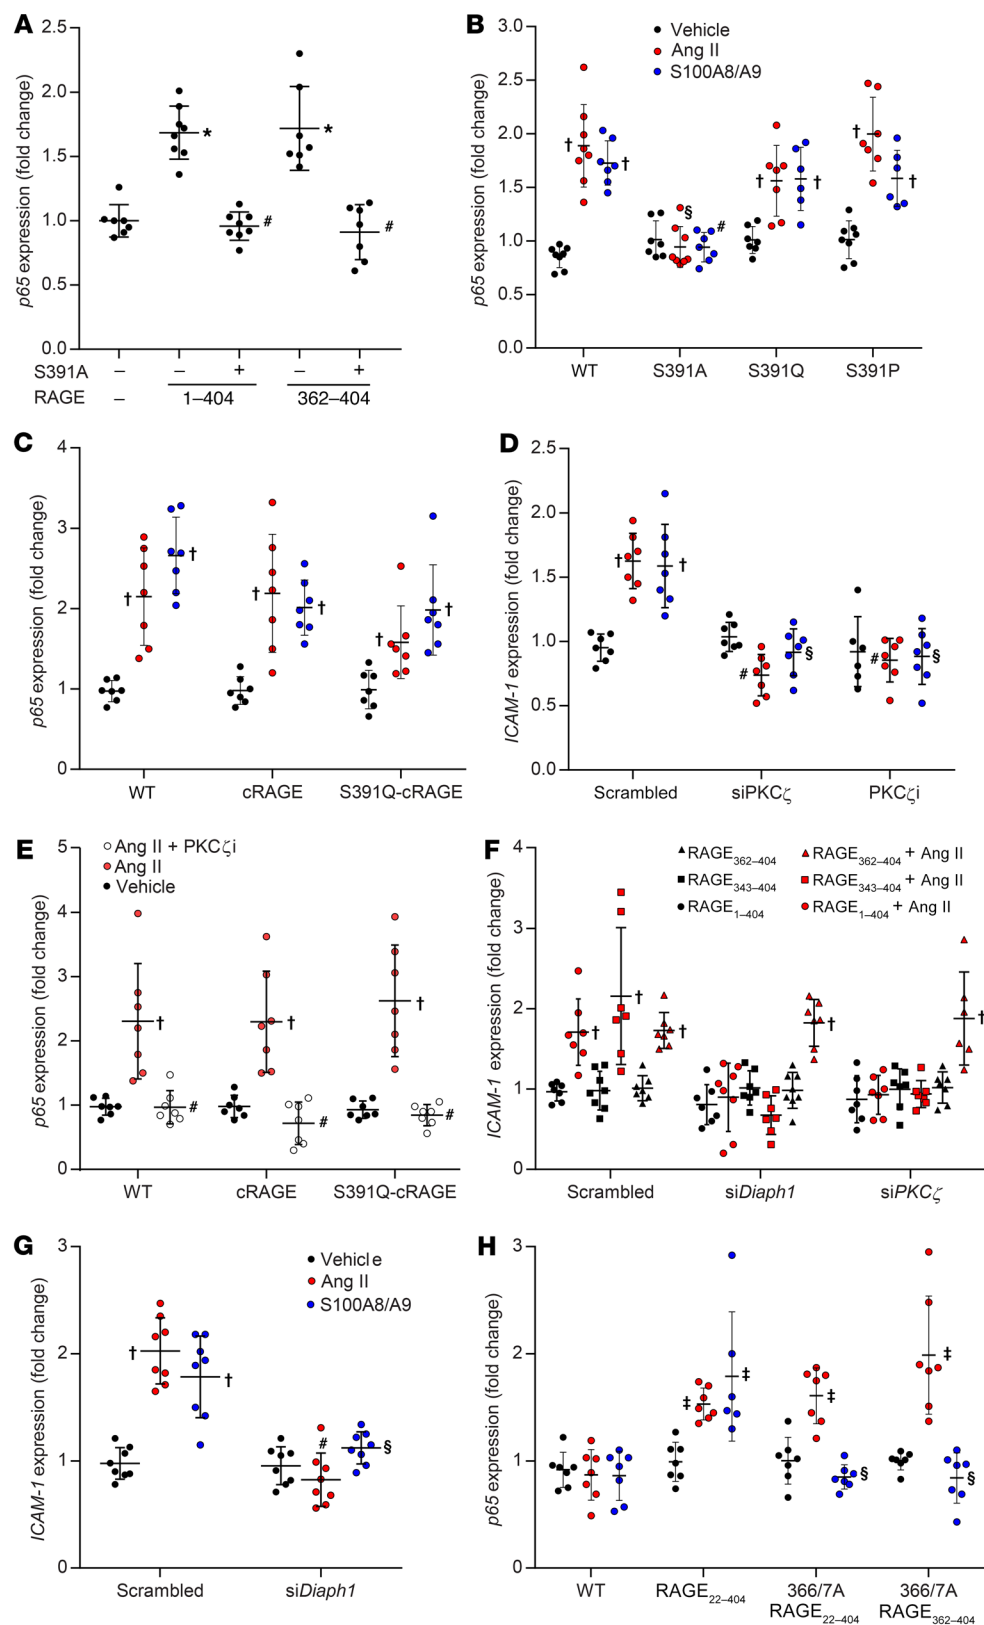 A
p65 expression (fold change)
2.5
2.0
1.5
1.0
0.5
0.0
*
#
*
#
S391A – – + – +
RAGE – 1–404 362–404
B
p65 expression (fold change)
3.0
2.5
2.0
1.5
1.0
0.5
0.0
Vehicle
Ang II
S100A8/A9
† † § # † † † †
WT S391A S391Q S391P
C
p65 expression (fold change)
4
3
2
1
0
† † † † † †
WT cRAGE S391Q-cRAGE
D
ICAM-1 expression (fold change)
2.5
2.0
1.5
1.0
0.5
0.0
† † # § # §
Scrambled siPKCζ PKCζi
E
p65 expression (fold change)
5
4
3
2
1
0
Ang II + PKCζi
Ang II
Vehicle
† # † # † #
WT cRAGE S391Q-cRAGE
F
ICAM-1 expression (fold change)
4
3
2
1
0
RAGE362–404 RAGE362–404 + Ang II
RAGE343–404 RAGE343–404 + Ang II
RAGE1–404 RAGE1–404 + Ang II
† † † † †
Scrambled siDiaph1 siPKCζ
G
ICAM-1 expression (fold change)
3
2
1
0
Vehicle
Ang II
S100A8/A9
† † # §
Scrambled siDiaph1
H
p65 expression (fold change)
3
2
1
0
‡ ‡ ‡ § ‡ §
WT RAGE22–404 366/7A 366/7A
RAGE22–404 RAGE362–404